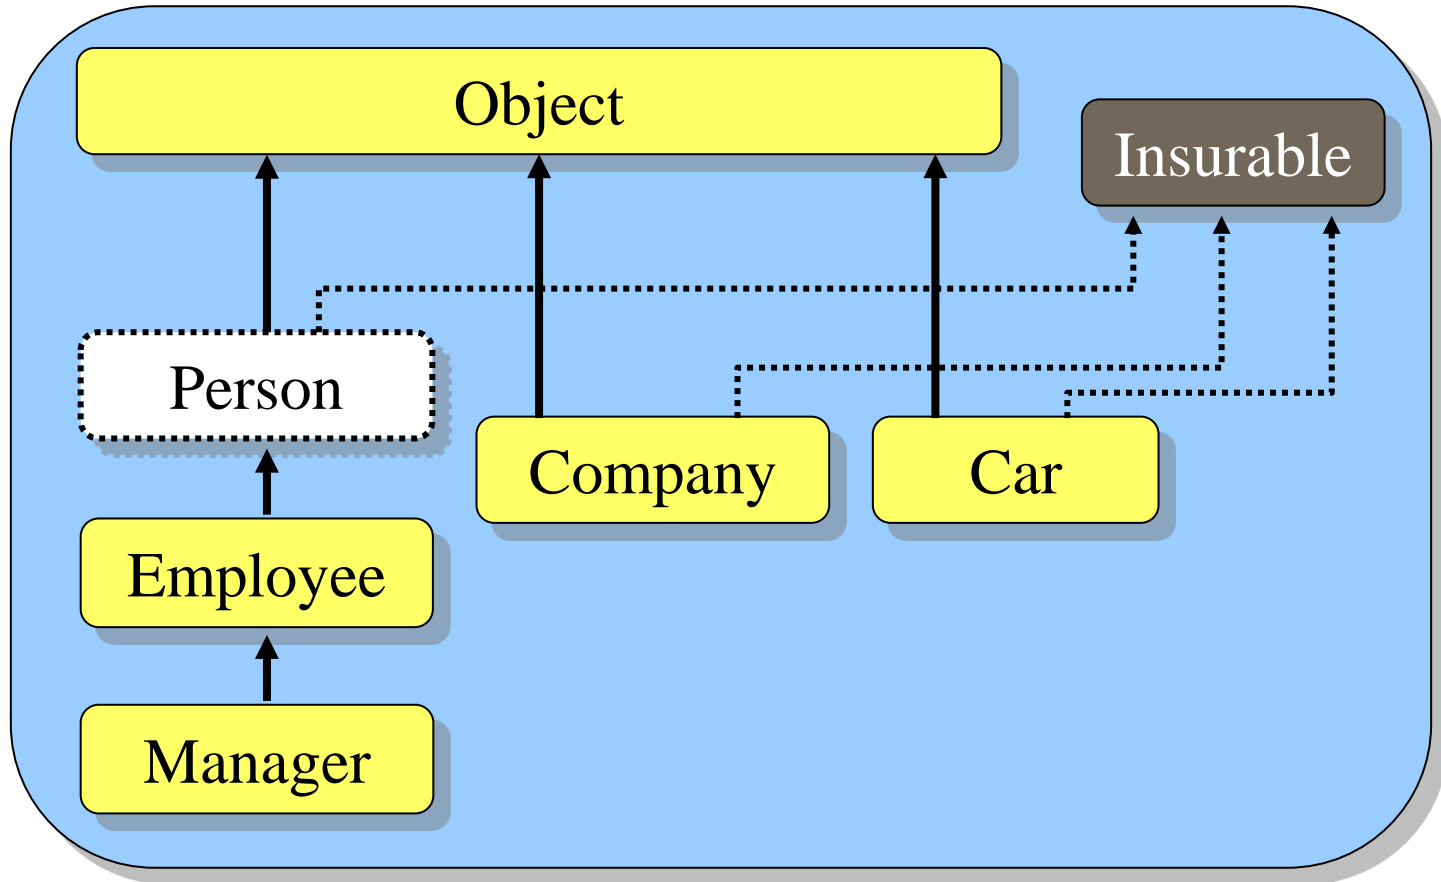 Object
Insurable
Person
Company
Car
Employee
Manager